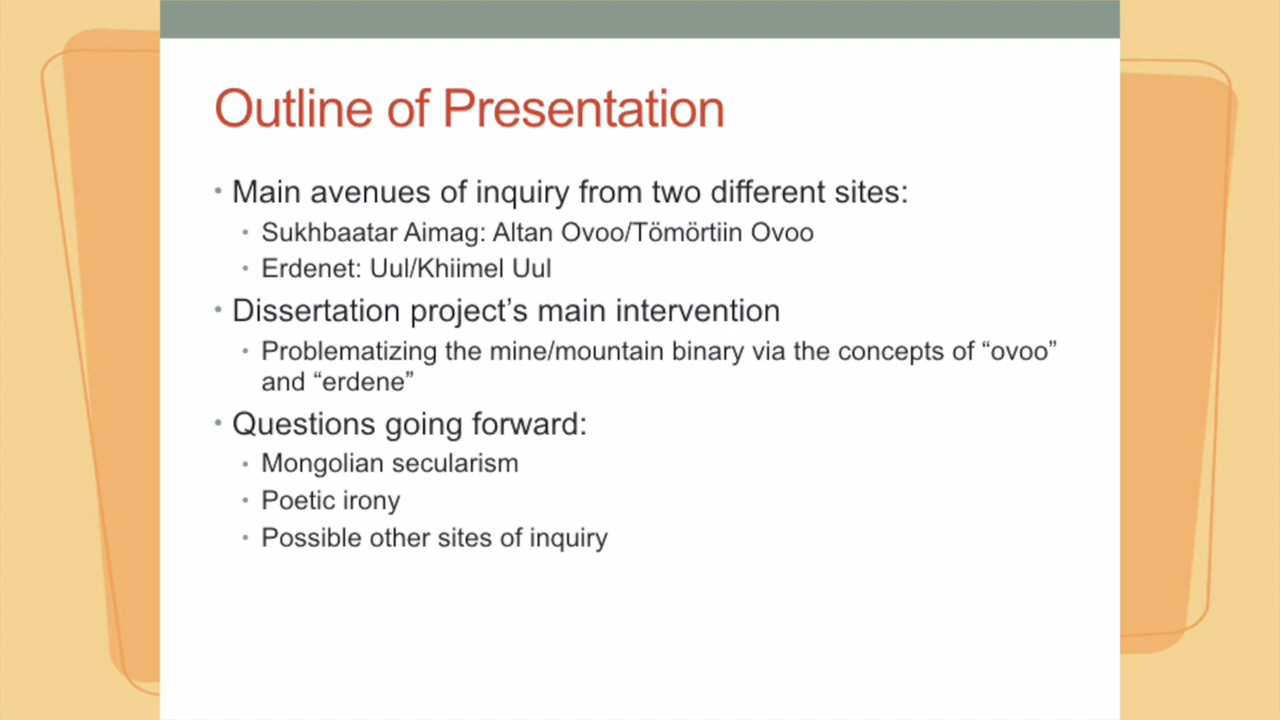 Outline of Presentation
• Main avenues of inquiry from two different sites:
• Sukhbaatar Aimag: Altan Ovoo/Tömörtiin Ovoo
• Erdenet: Uul/Khiimel Uul
• Dissertation project’s main intervention
• Problematizing the mine/mountain binary via the concepts of “ovoo”
and “erdene”
• Questions going forward:
• Mongolian secularism
• Poetic irony
• Possible other sites of inquiry